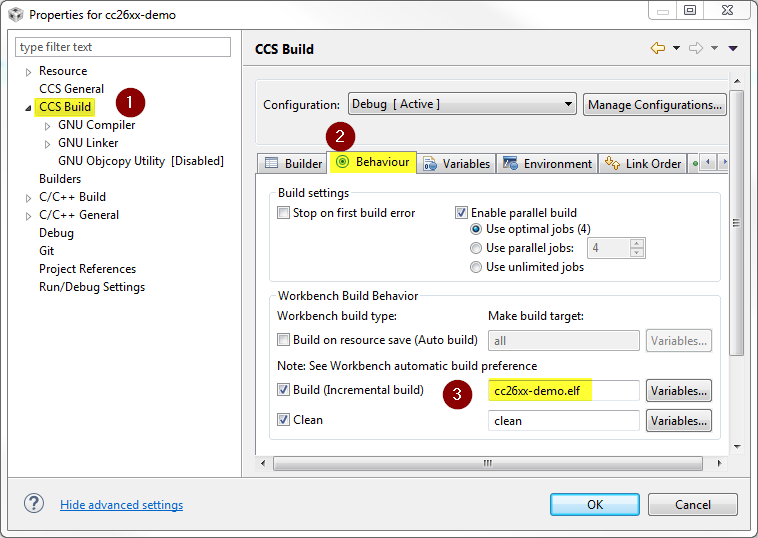 Properties for cc26xx-demo
type filter text
Resource
CCS General
CCS Build
1
GNU Compiler
GNU Linker
GNU Objcopy Utility [Disabled]
Builders
C/C++ Build
C/C++ General
Debug
Git
Project References
Run/Debug Settings
CCS Build
Configuration: Debug [ Active ] Manage Configurations...
2
Builder Behaviour Variables Environment Link Order
Build settings
Stop on first build error Enable parallel build
Use optimal jobs (4)
Use parallel jobs: 4
Use unlimited jobs
Workbench Build Behavior
Workbench build type: Make build target:
Build on resource save (Auto build) all Variables...
Note: See Workbench automatic build preference
Build (Incremental build) 3 cc26xx-demo.elf Variables...
Clean clean Variables...
? Hide advanced settings OK Cancel